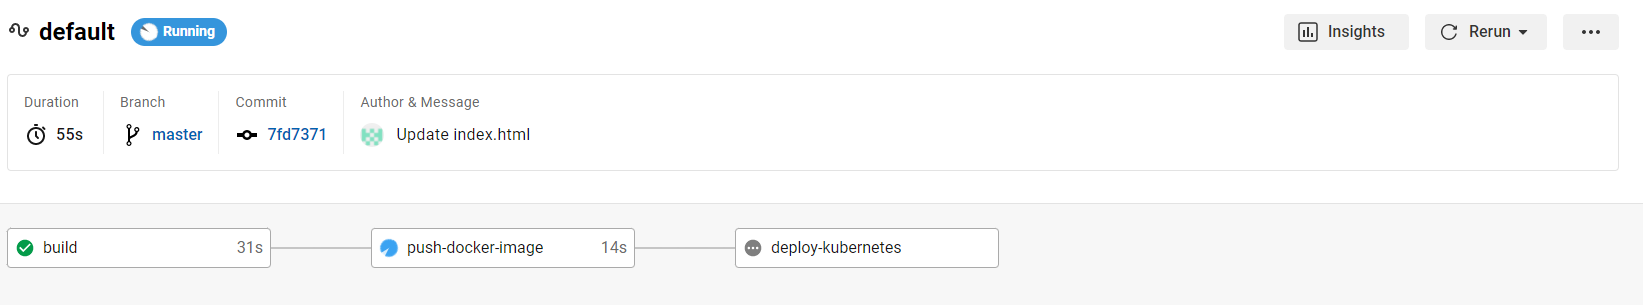 default Running Insights Rerun
Duration Branch Commit Author & Message
55s master 7fd7371 Update index.html
build 31s push-docker-image 14s deploy-kubernetes